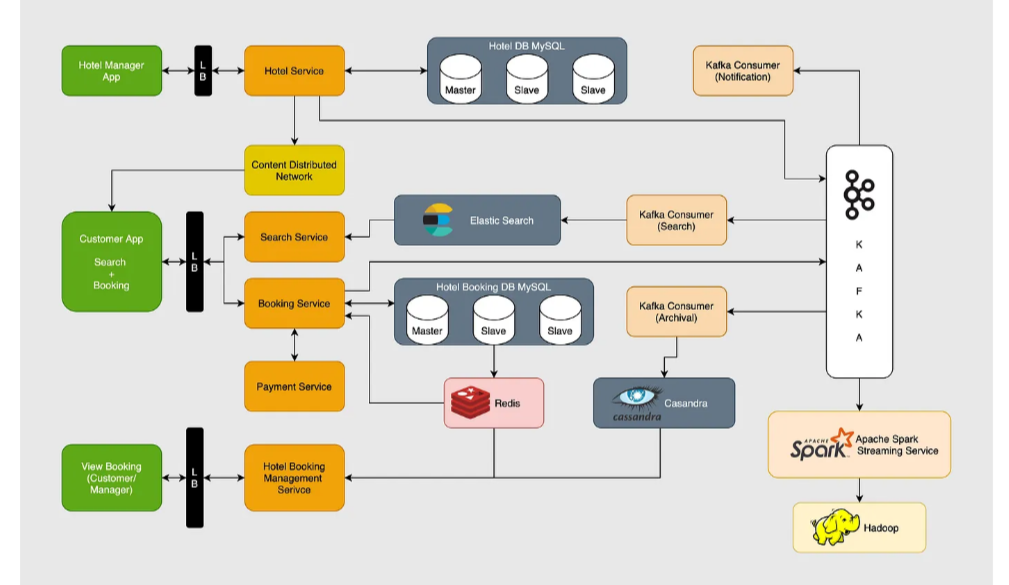 Hotel Manager
App
L
B
Hotel Service
Hotel DB MySQL
Master
Slave
Slave
Kafka Consumer
(Notification)
Content Distributed
Network
Customer App
Search
+
Booking
L
B
Search Service
Elastic Search
Kafka Consumer
(Search)
K
A
F
K
A
Booking Service
Hotel Booking DB MySQL
Master
Slave
Slave
Kafka Consumer
(Archival)
Payment Service
Redis
cassandra
Casandra
APACHE
Spark
Apache Spark
Streaming Service
View Booking
(Customer/
Manager)
L
B
Hotel Booking
Management
Serivce
Hadoop